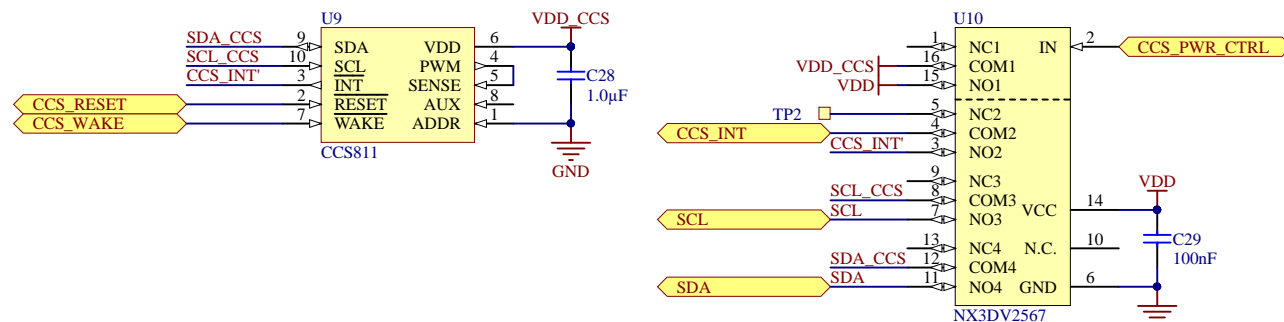 U9
VDD_CCS
SDA_CCS 9 SDA VDD 6
SCL_CCS 10 SCL PWM 4
CCS_INT' 3 INT SENSE 5
CCS_RESET 2 RESET AUX 8
CCS_WAKE 7 WAKE ADDR 1
C28
1.0µF
CCS811
GND
U10
1 NC1 IN 2 CCS_PWR_CTRL
VDD_CCS 16 COM1
VDD 15 NO1
TP2 5 NC2
CCS_INT 4 COM2
CCS_INT' 3 NO2
9 NC3
SCL_CCS 8 COM3
SCL SCL 7 NO3
VCC 14 VDD
13 NC4 N.C. 10
SDA_CCS 12 COM4
SDA SDA 11 NO4
GND 6
C29
100nF
NX3DV2567